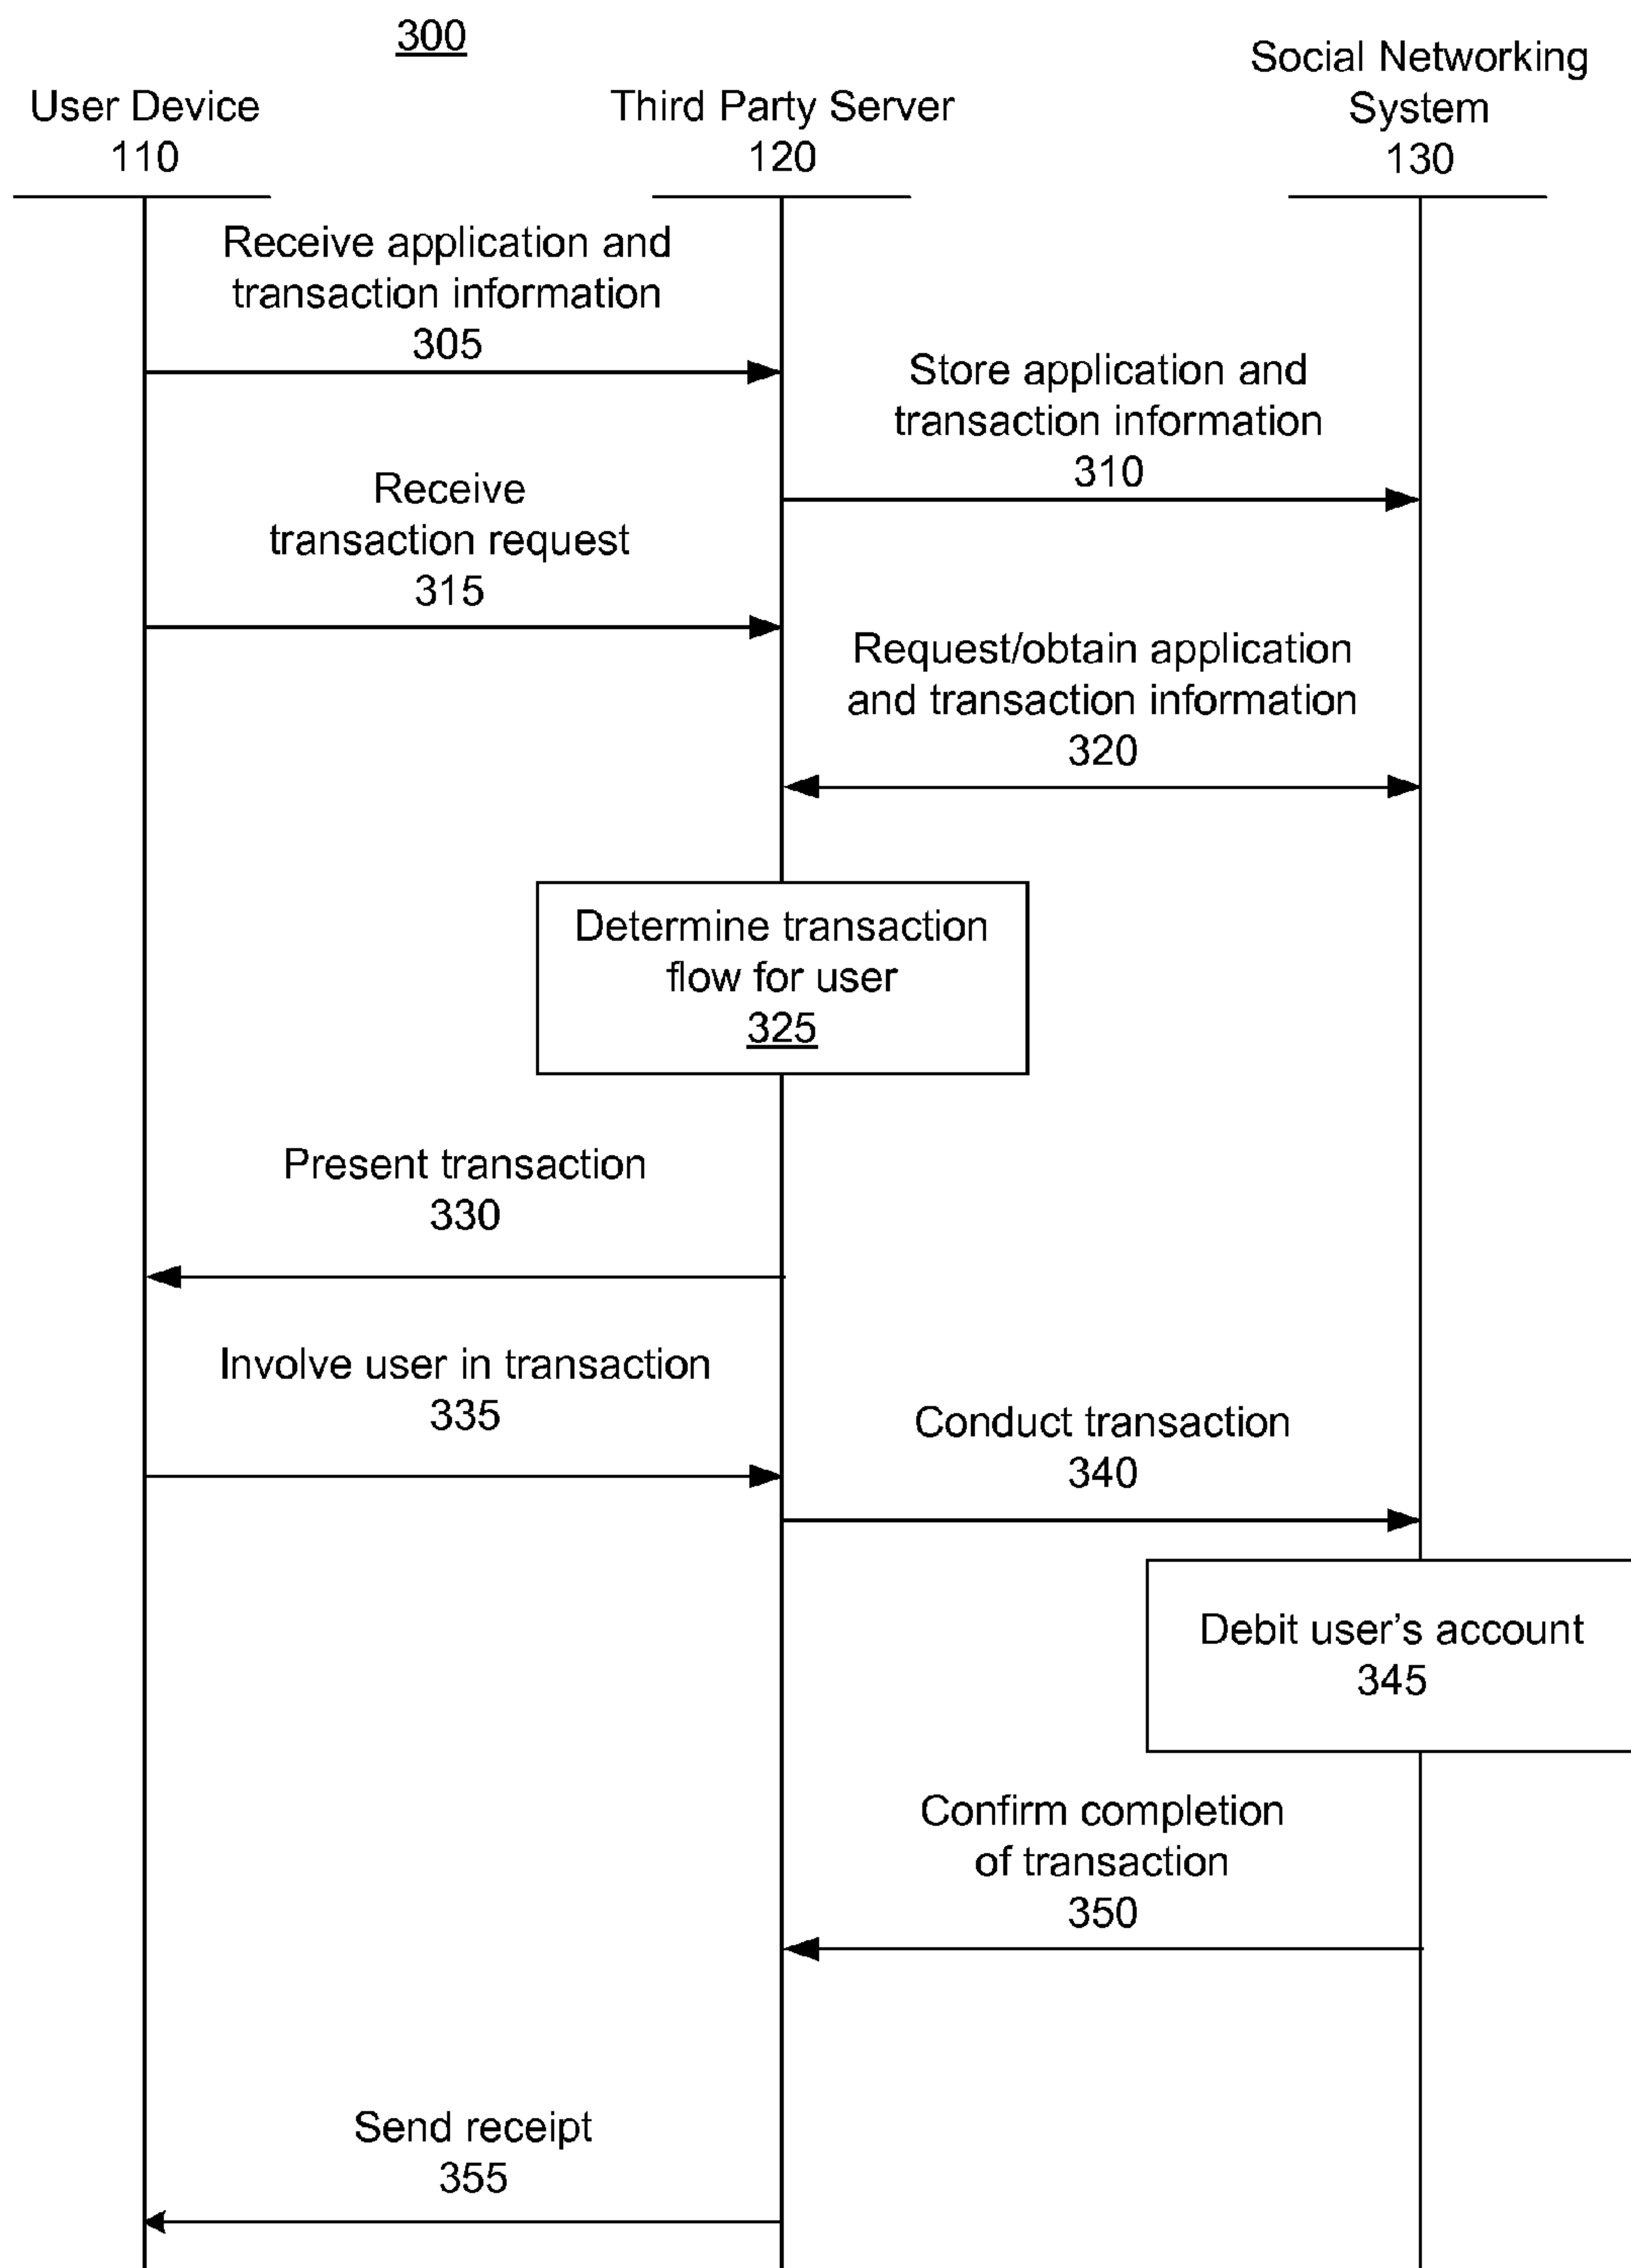 300
User Device
110
Third Party Server
120
Social Networking
System
130
Receive application and
transaction information
305
Store application and
transaction information
310
Receive
transaction request
315
Request/obtain application
and transaction information
320
Determine transaction
flow for user
325
Present transaction
330
Involve user in transaction
335
Conduct transaction
340
Debit user’s account
345
Confirm completion
of transaction
350
Send receipt
355